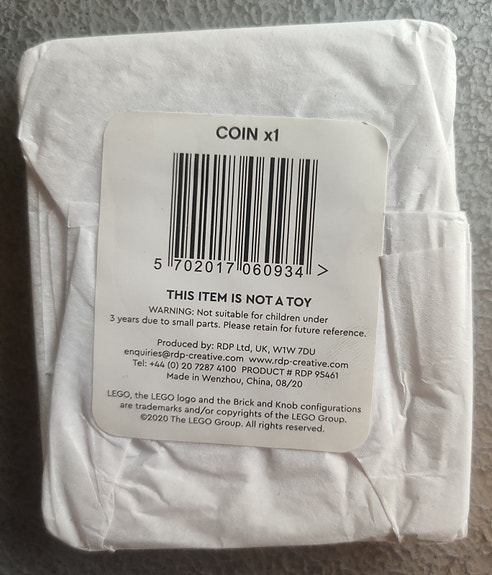 COIN x1
5 702017 060934 >
THIS ITEM IS NOT A TOY
WARNING: Not suitable for children under
3 years due to small parts. Please retain for future reference.
Produced by: RDP Ltd, UK, W1W 7DU
enquiries@rdp-creative.com www.rdp-creative.com
Tel: +44 (0) 20 7287 4100 PRODUCT # RDP 95461
Made in Wenzhou, China, 08/20
LEGO, the LEGO logo and the Brick and Knob configurations
are trademarks and/or copyrights of the LEGO Group.
©2020 The LEGO Group. All rights reserved.